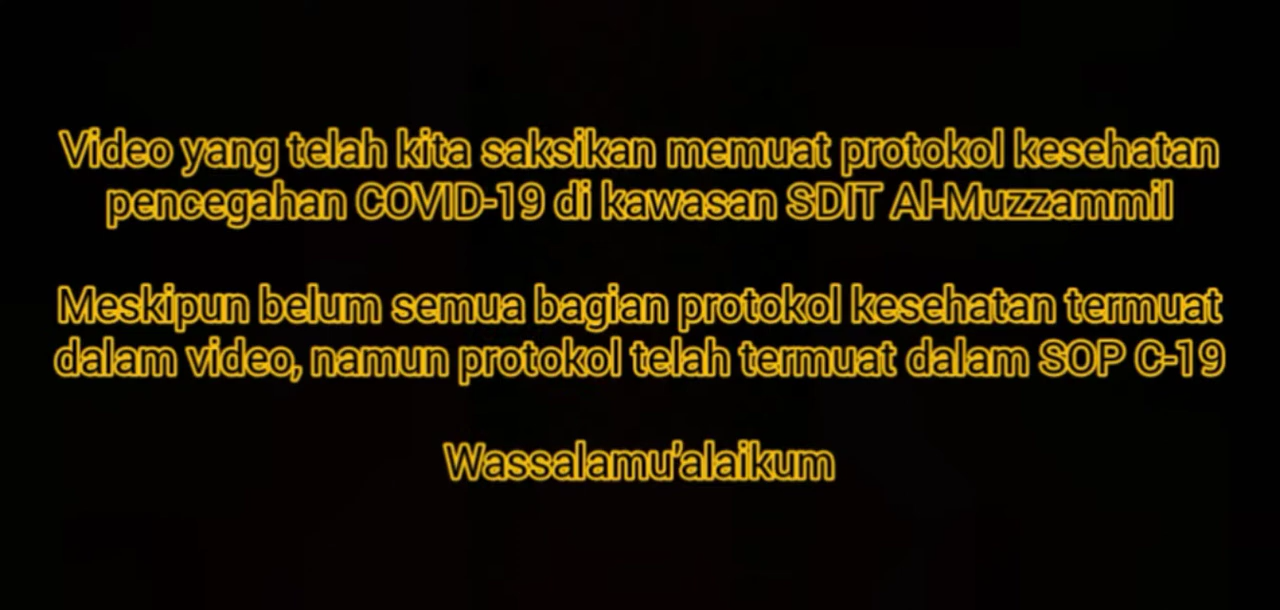 Video yang telah kita saksikan memuat protokol kesehatan
pencegahan COVID-19 di kawasan SDIT Al-Muzzammil
Meskipun belum semua bagian protokol kesehatan termuat
dalam video, namun protokol telah termuat dalam SOP C-19
Wassalamu'alaikum